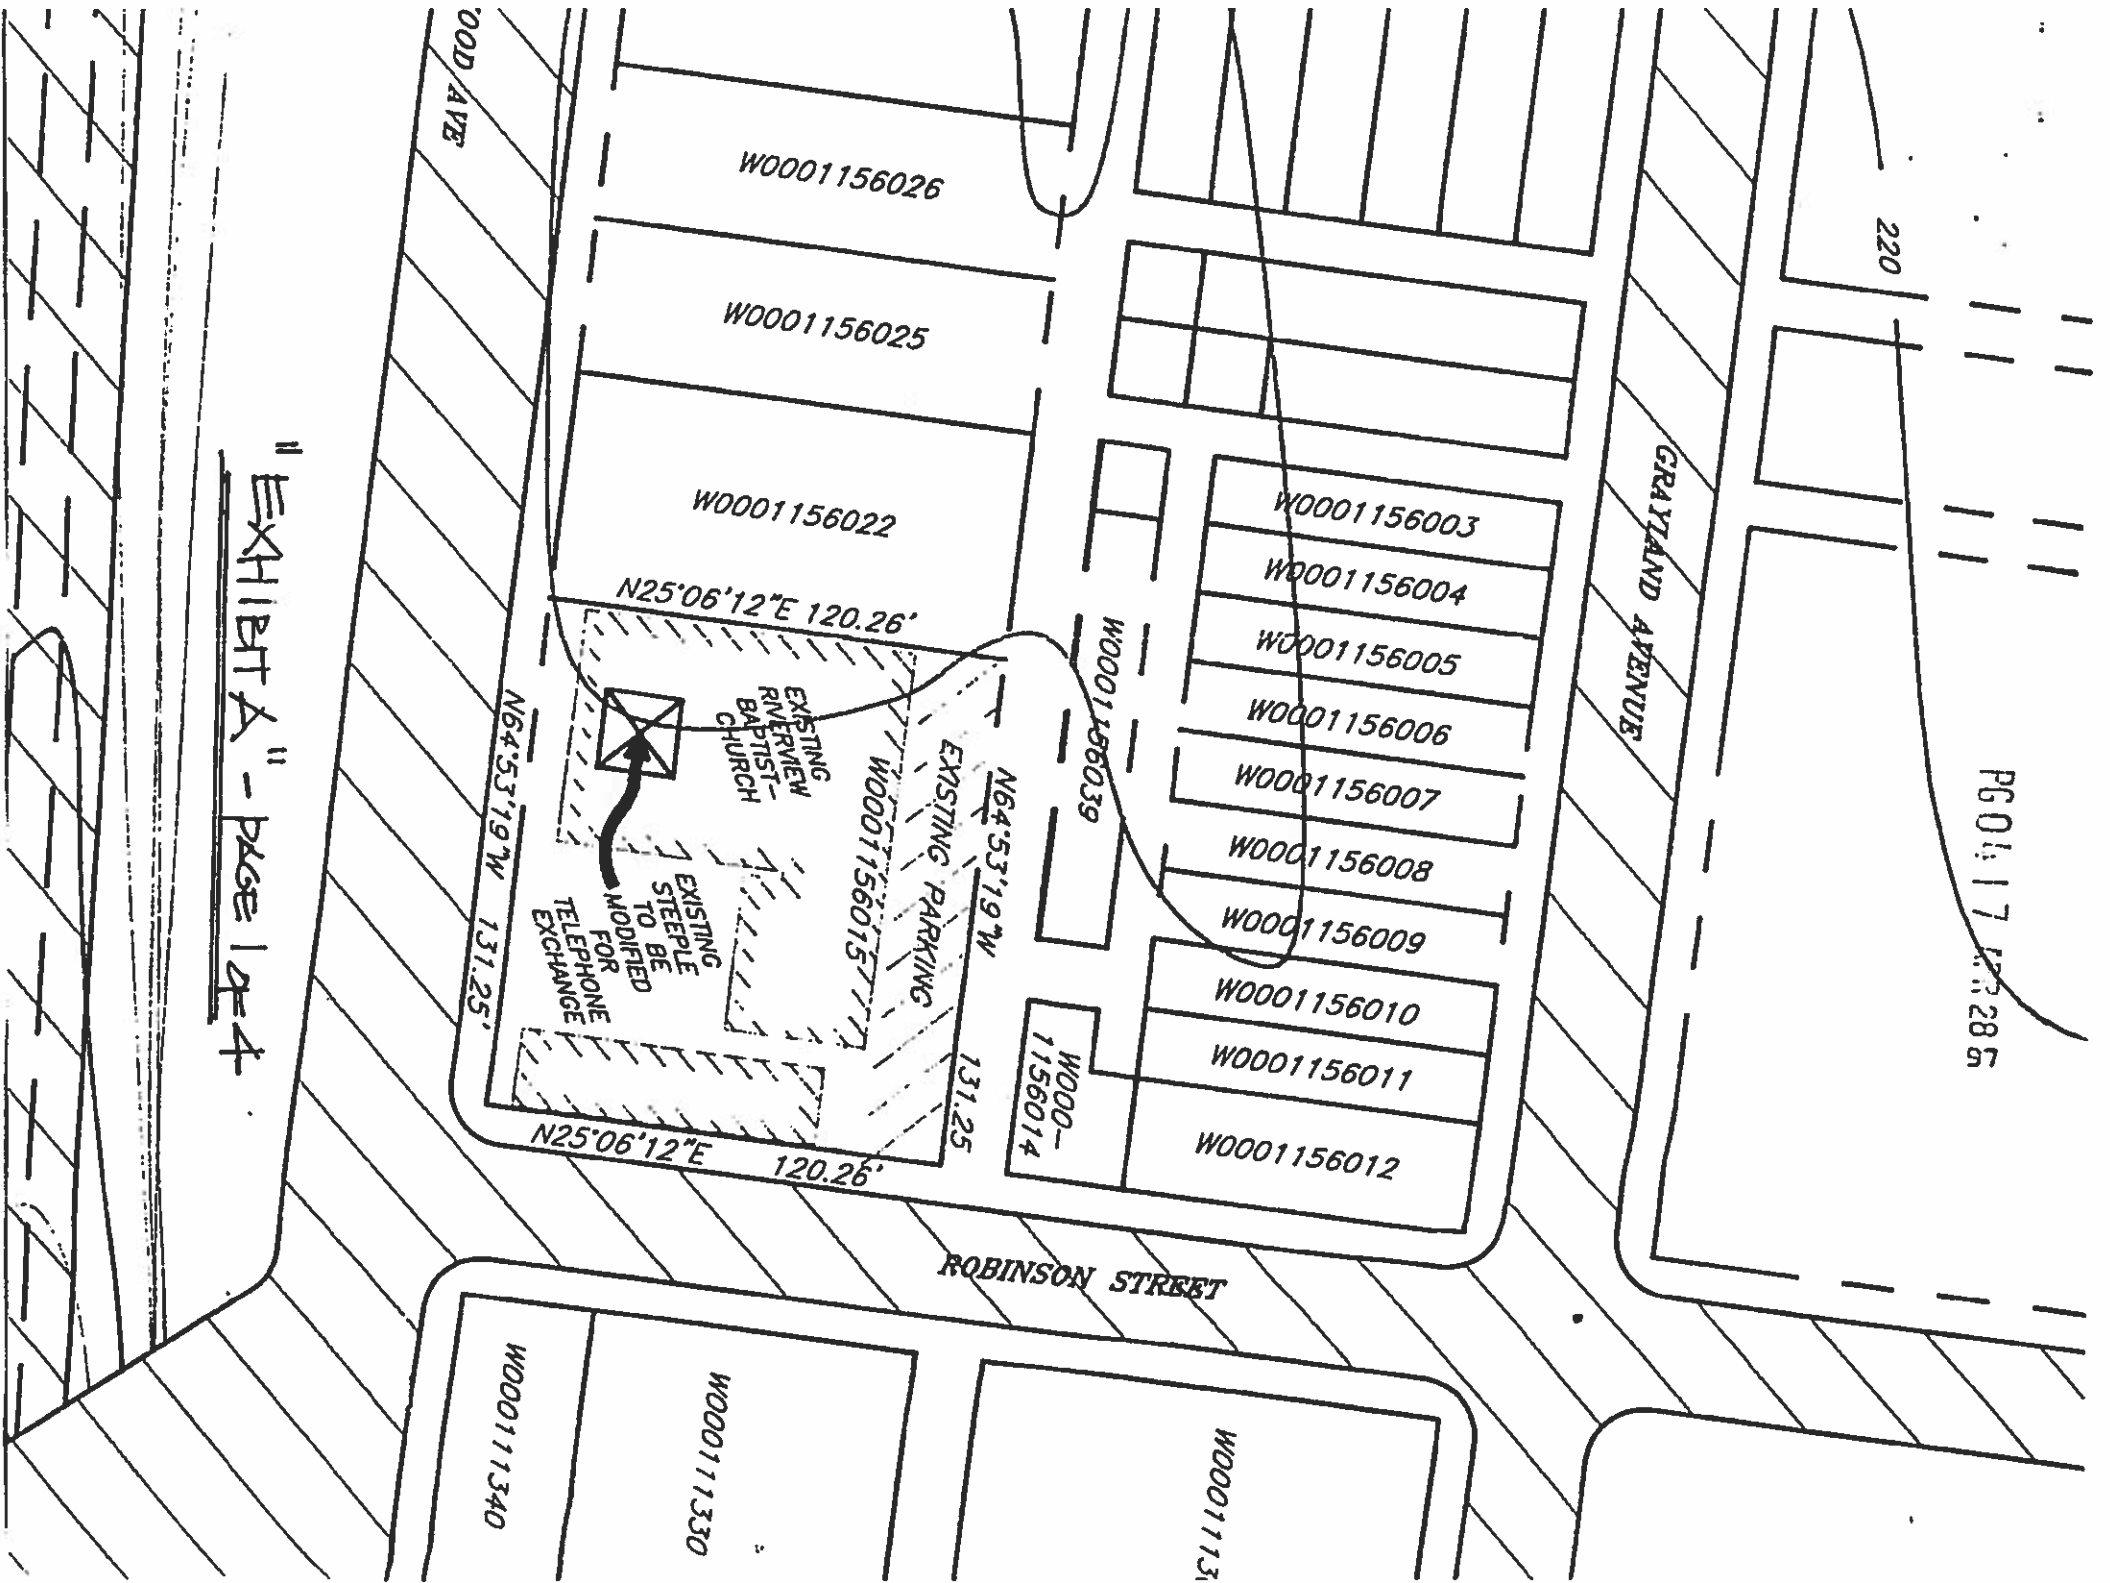 OOD AVE
W0001156026
W0001156025
W0001156022
N25°06'12"E 120.26'
N64°53'19"W 131.25'
EXISTING
RIVERVIEW
BAPTIST-
CHURCH
W0001156015
EXISTING PARKING
N64°53'19"W 131.25
EXISTING
STEEPLE
TO BE
MODIFIED
FOR
TELEPHONE
EXCHANGE
N25°06'12"E 120.26'
W0001156039
W000-
1156014
W0001156003
W0001156004
W0001156005
W0001156006
W0001156007
W0001156008
W0001156009
W0001156010
W0001156011
W0001156012
GRAYLAND AVENUE
220
ROBINSON STREET
W0001111340
W0001111330
W00011113
"EXHIBIT A" - PAGE 1 OF 4